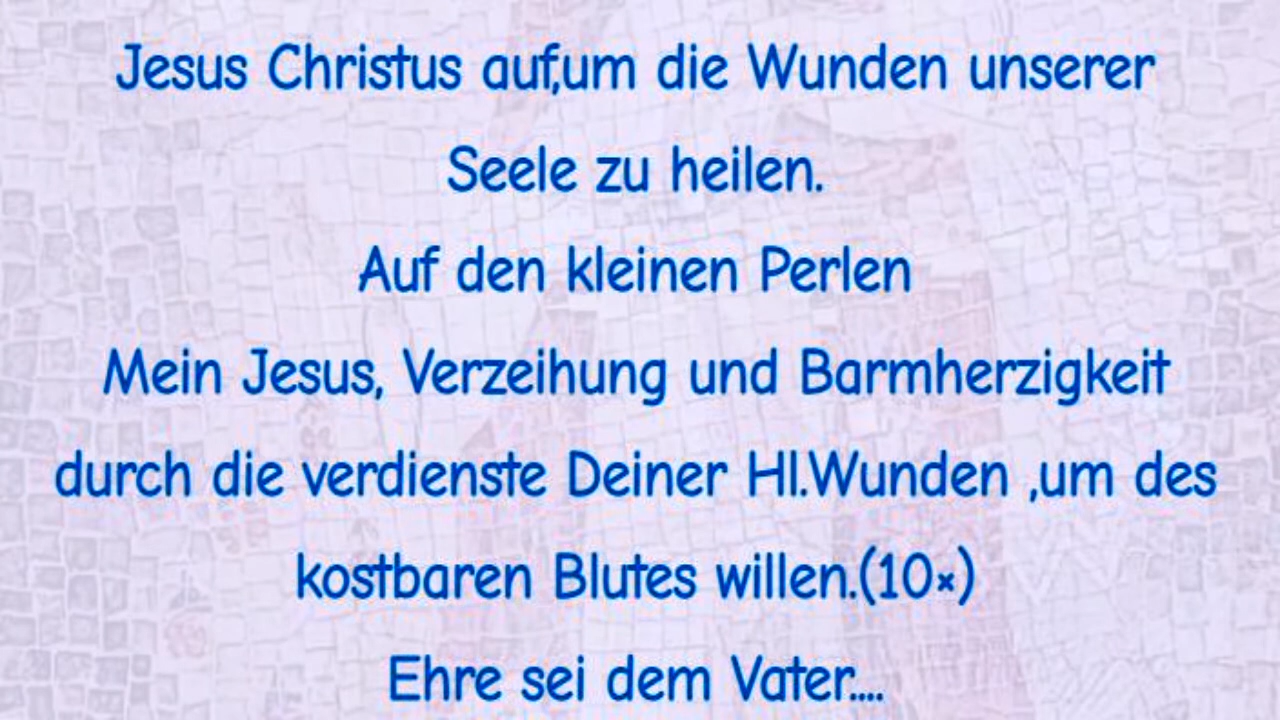 Jesus Christus auf,um die Wunden unserer
Seele zu heilen.
Auf den kleinen Perlen
Mein Jesus, Verzeihung und Barmherzigkeit
durch die verdienste Deiner Hl.Wunden ,um des
kostbaren Blutes willen.(10×)
Ehre sei dem Vater....